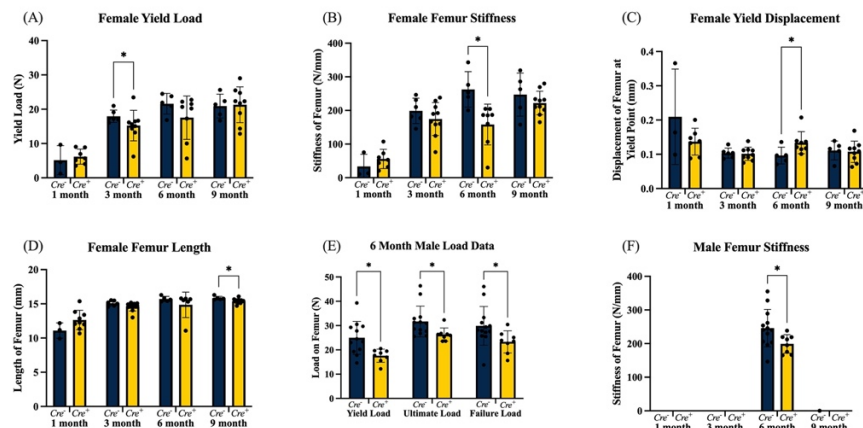 (A) Female Yield Load
Yield Load (N)
40
30
20
10
0
*
Cre- Cre+ Cre- Cre+ Cre- Cre+ Cre- Cre+
1 month 3 month 6 month 9 month
(B) Female Femur Stiffness
Stiffness of Femur (N/mm)
400
300
200
100
0
*
Cre- Cre+ Cre- Cre+ Cre- Cre+ Cre- Cre+
1 month 3 month 6 month 9 month
(C) Female Yield Displacement
Displacement of Femur at
Yield Point (mm)
0.4
0.3
0.2
0.1
0.0
*
Cre- Cre+ Cre- Cre+ Cre- Cre+ Cre- Cre+
1 month 3 month 6 month 9 month
(D) Female Femur Length
Length of Femur (mm)
20
15
10
5
0
*
Cre- Cre+ Cre- Cre+ Cre- Cre+ Cre- Cre+
1 month 3 month 6 month 9 month
(E) 6 Month Male Load Data
Load on Femur (N)
50
40
30
20
10
0
* * *
Cre- Cre+ Cre- Cre+ Cre- Cre+
Yield Load Ultimate Load Failure Load
(F) Male Femur Stiffness
Stiffness of Femur (N/mm)
400
300
200
100
0
*
Cre- Cre+ Cre- Cre+ Cre- Cre+ Cre- Cre+
1 month 3 month 6 month 9 month